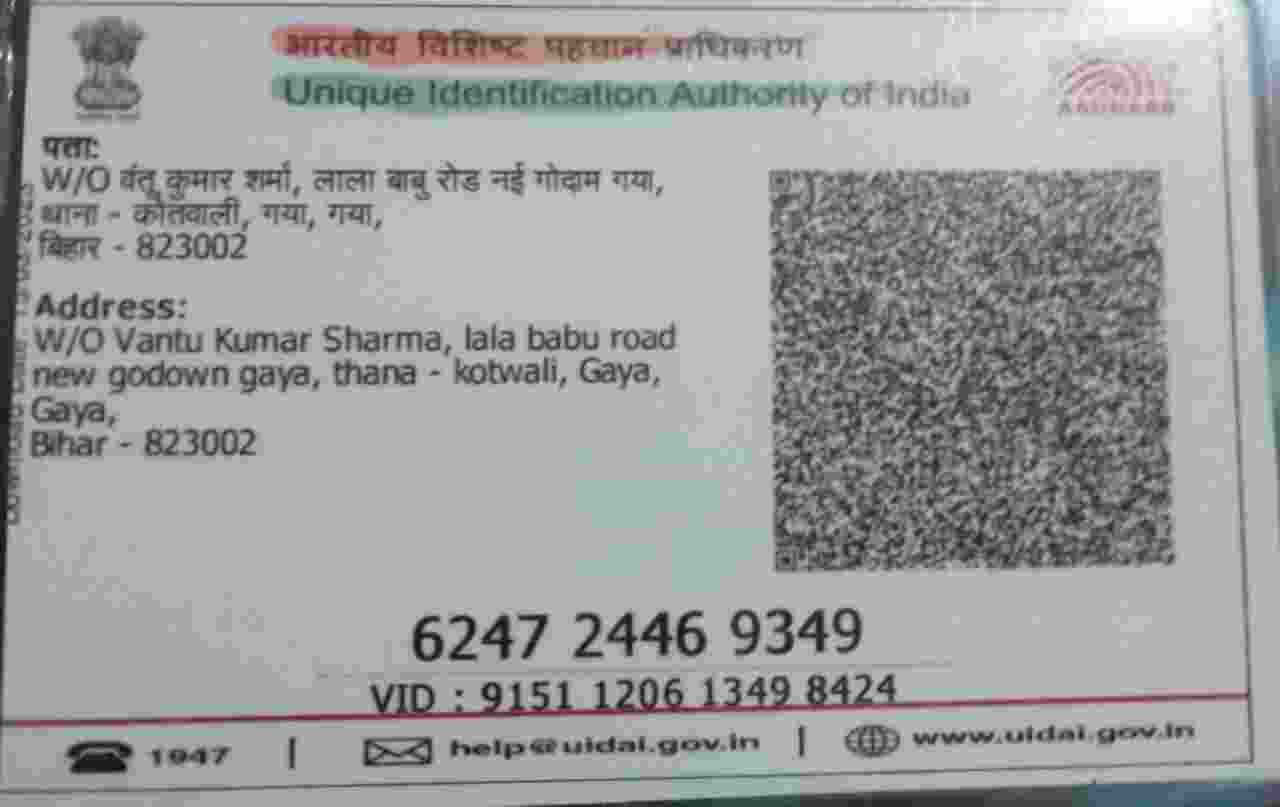 भारतीय विशिष्ट पहचान प्राधिकरण
Unique Identification Authority of India
AADHAAR
पता:
W/O वंतू कुमार शर्मा, लाला बाबु रोड नई गोदाम गया,
थाना - कोतवाली, गया, गया,
बिहार - 823002
Address:
W/O Vantu Kumar Sharma, lala babu road
new godown gaya, thana - kotwali, Gaya,
Gaya,
Bihar - 823002
6247 2446 9349
VID : 9151 1206 1349 8424
1947 | help@uidai.gov.in | www.uidai.gov.in